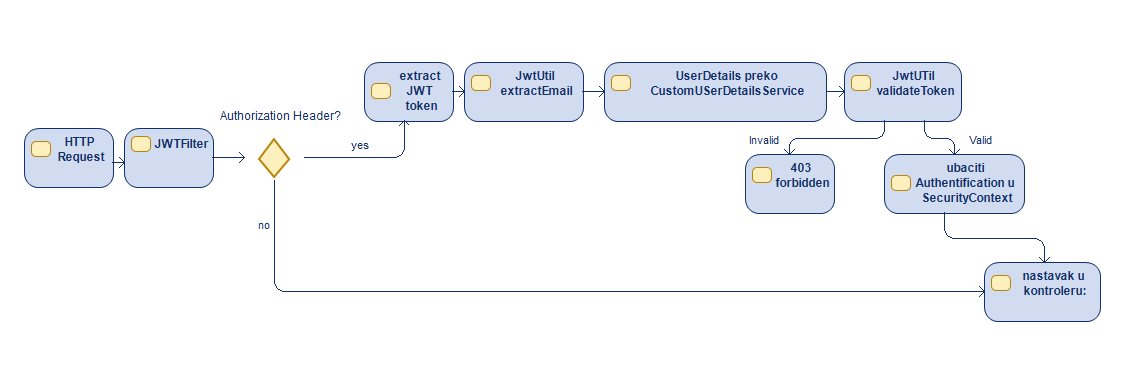 HTTP
Request
JWTFilter
Authorization Header?
yes
no
extract
JWT
token
JwtUtil
extractEmail
UserDetails preko
CustomUSerDetailsService
JwtUTil
validateToken
Invalid
Valid
403
forbidden
ubaciti
Authentification u
SecurityContext
nastavak u
kontroleru: